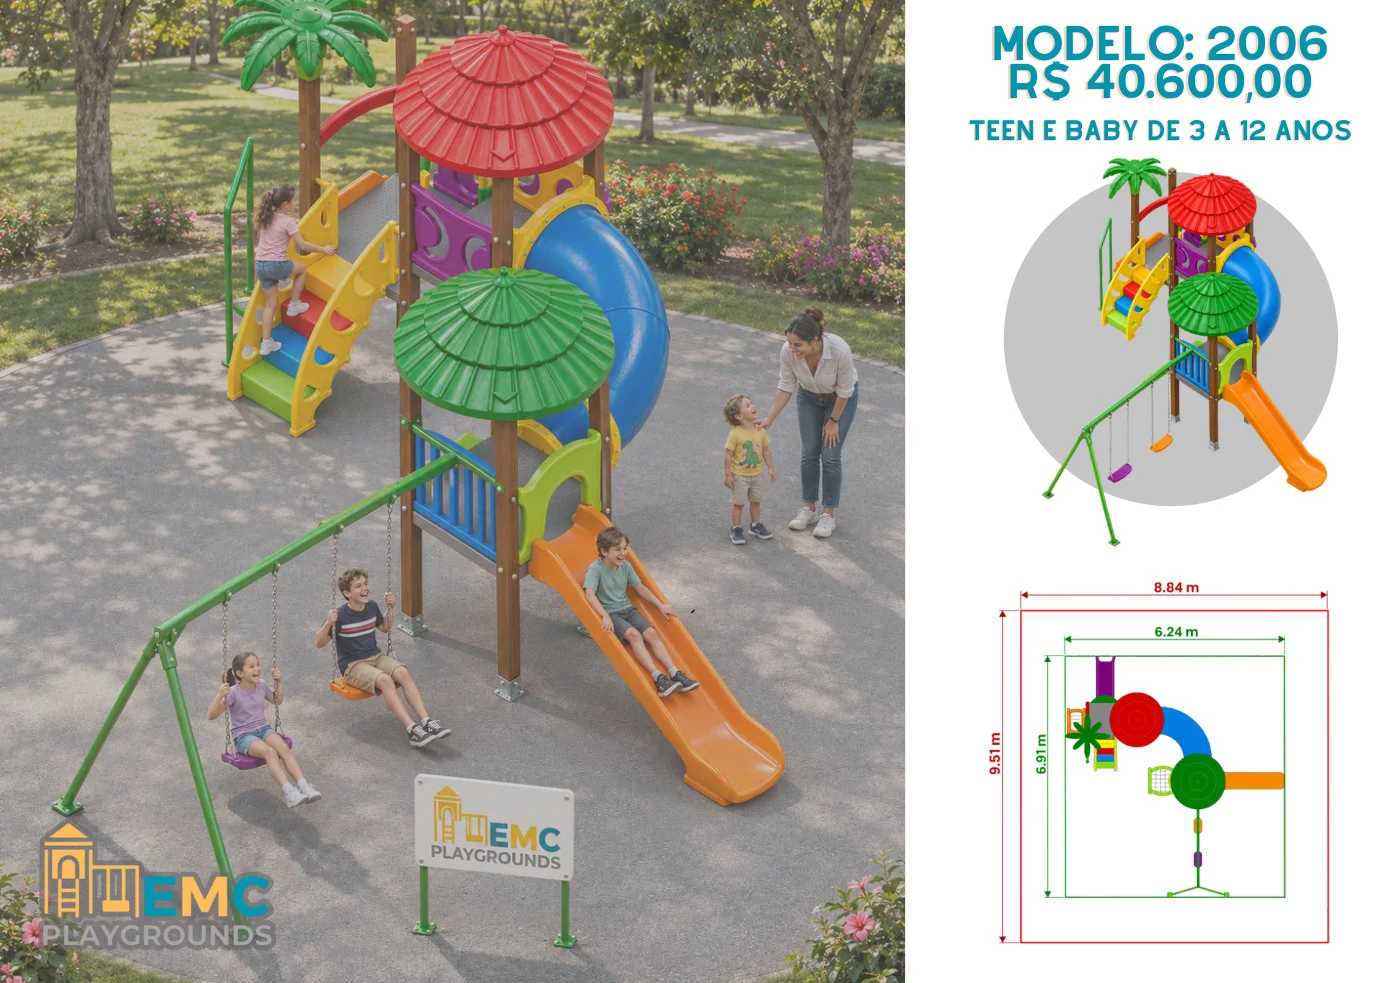 MODELO: 2006
R$ 40.600,00
TEEN E BABY DE 3 A 12 ANOS
8.84 m
6.24 m
9.51 m
6.91 m
EMC
PLAYGROUNDS
EMC
PLAYGROUNDS